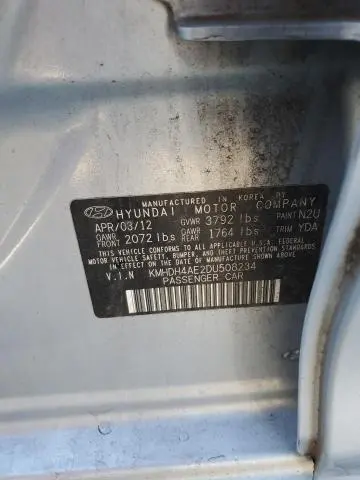 MANUFACTURED IN KOREA BY
HYUNDAI MOTOR COMPANY
APR/03/12 GVWR 3792 lbs PAINT N2U
GAWR FRONT 2072 lbs GAWR REAR 1764 lbs TRIM YDA
THIS VEHICLE CONFORMS TO ALL APPLICABLE U.S.A. FEDERAL
MOTOR VEHICLE SAFETY, BUMPER, AND THEFT PREVENTION
STANDARDS IN EFFECT ON THE DATE OF MANUFACTURE SHOWN ABOVE.
V.I.N KMHDH4AE2DU508234
PASSENGER CAR